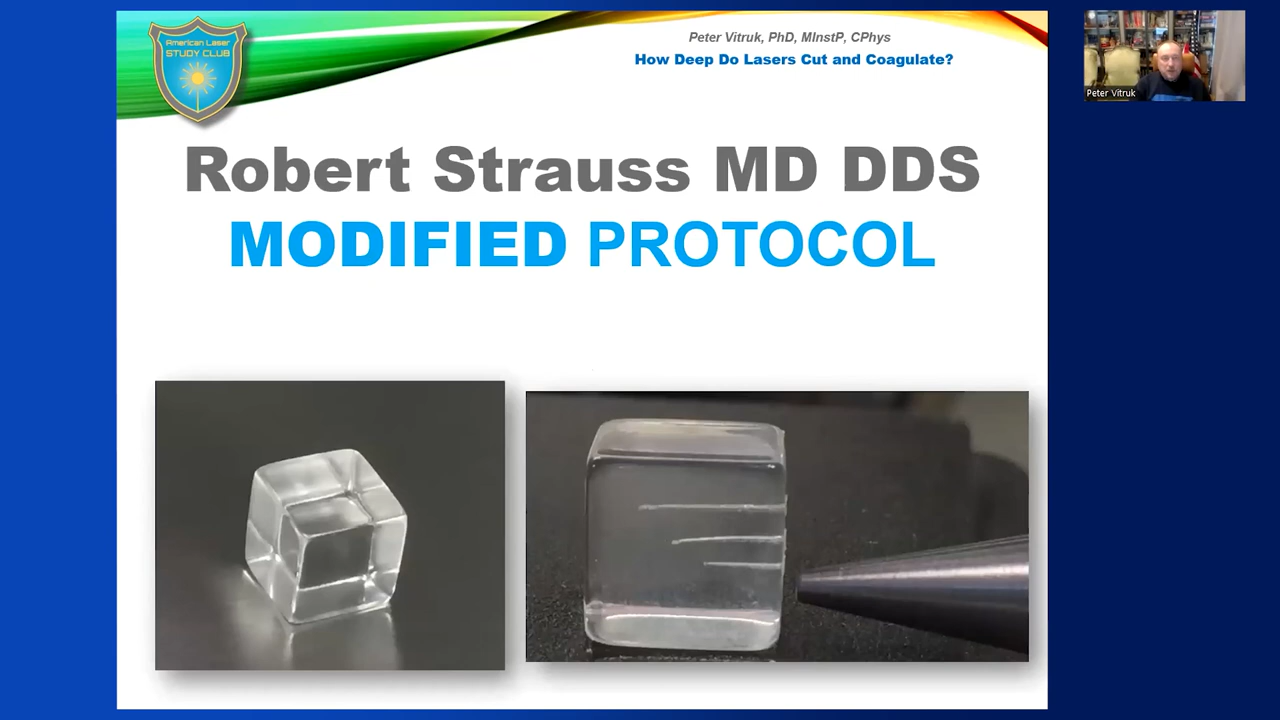 American Laser
STUDY CLUB
Peter Vitruk, PhD, MInstP, CPhys
How Deep Do Lasers Cut and Coagulate?
Robert Strauss MD DDS
MODIFIED PROTOCOL
Peter Vitruk